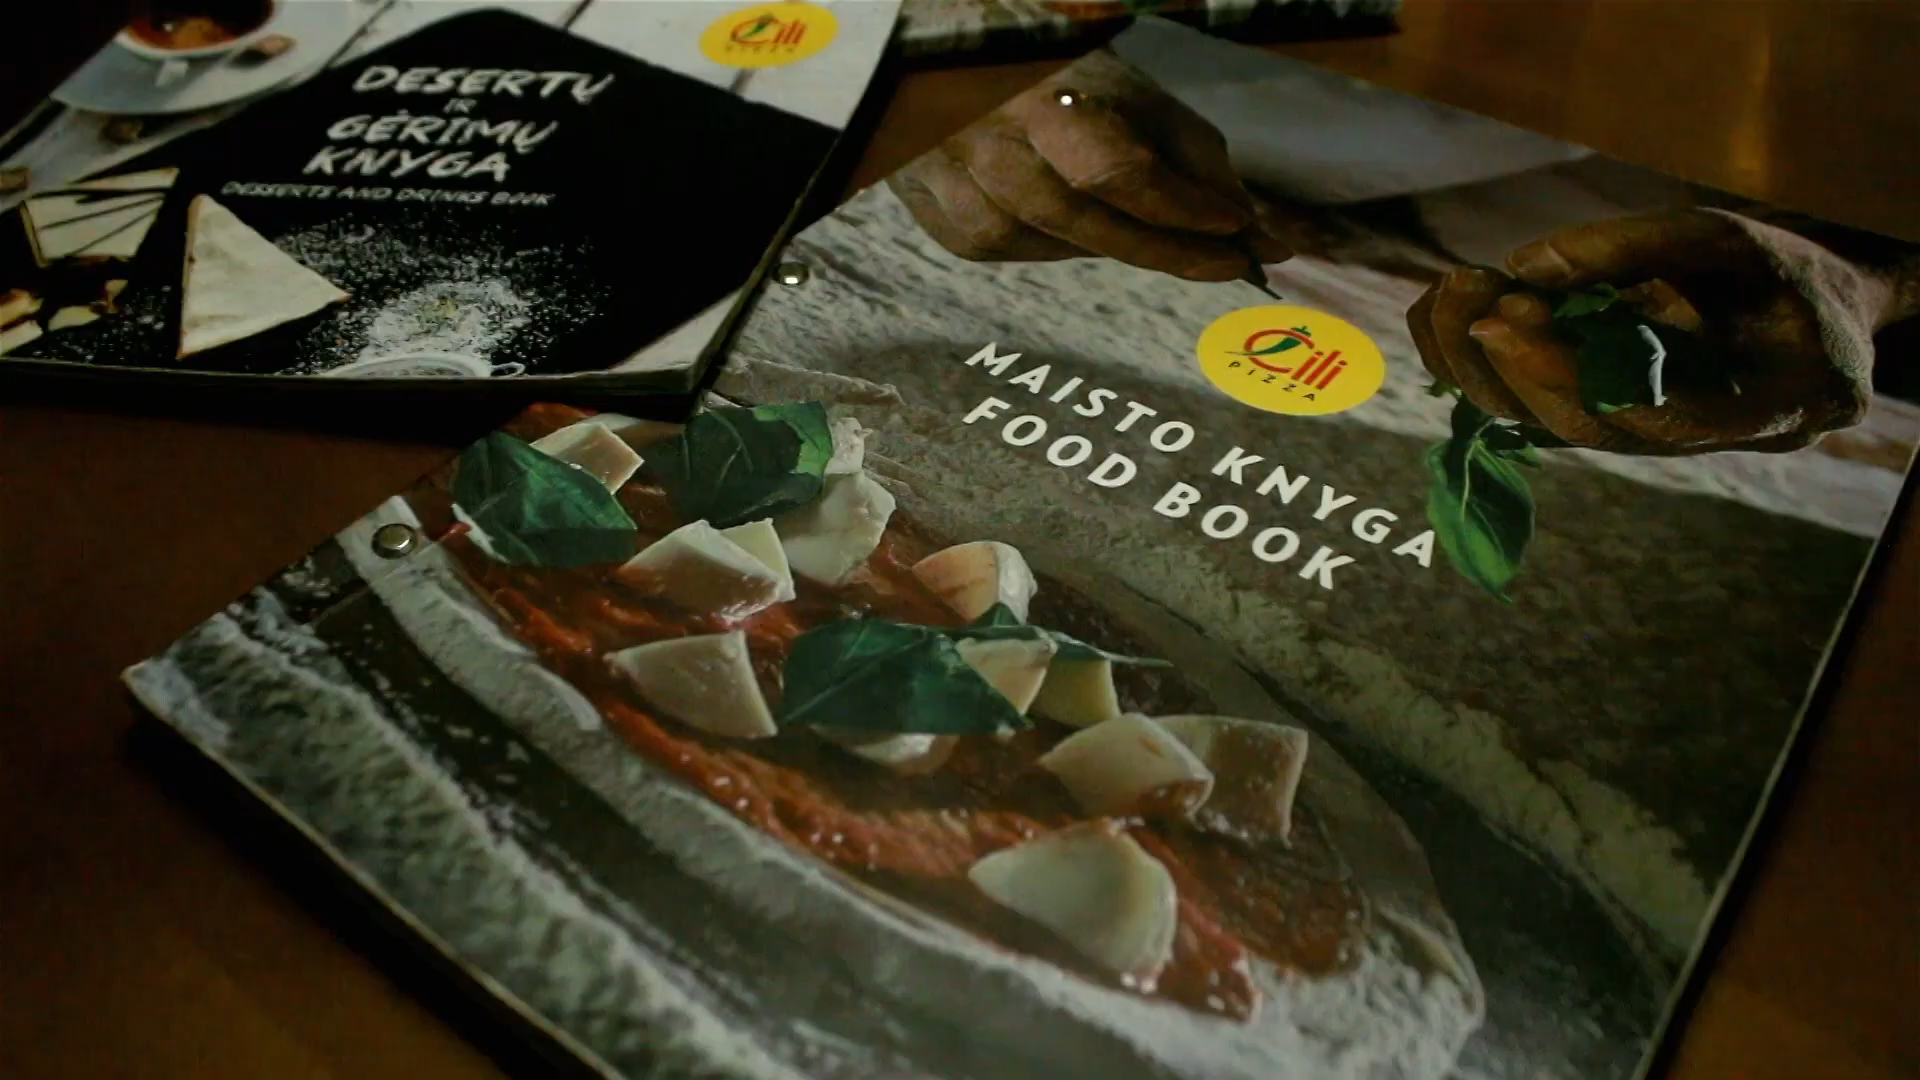 Čili
PIZZA
DESERTŲ
IR
GĖRIMŲ
KNYGA
DESSERTS AND DRINKS BOOK
Čili
PIZZA
MAISTO KNYGA
FOOD BOOK